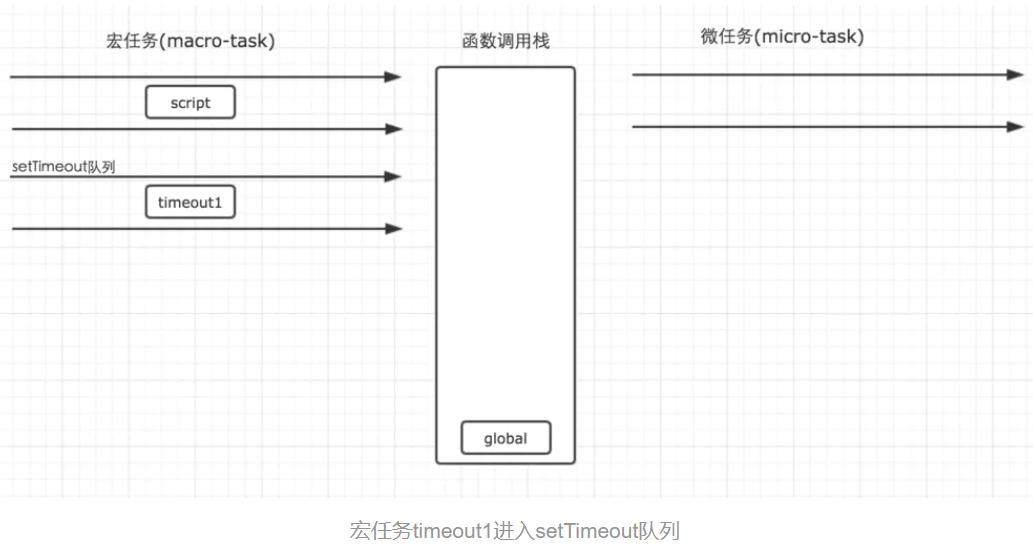 宏任务(macro-task)
函数调用栈
微任务(micro-task)
script
setTimeout队列
timeout1
global
宏任务timeout1进入setTimeout队列